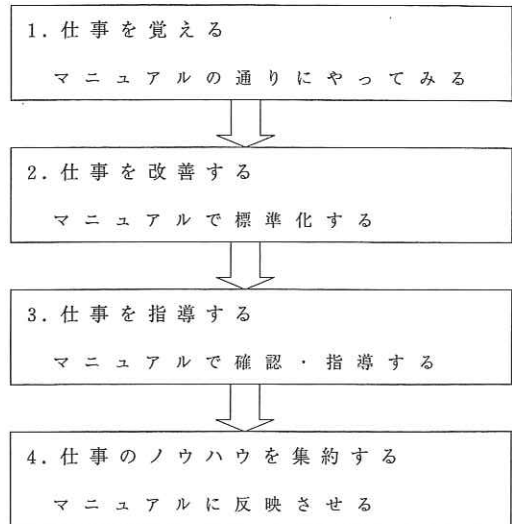 1. 仕事を覚える
マニュアルの通りにやってみる
2. 仕事を改善する
マニュアルで標準化する
3. 仕事を指導する
マニュアルで確認・指導する
4. 仕事のノウハウを集約する
マニュアルに反映させる